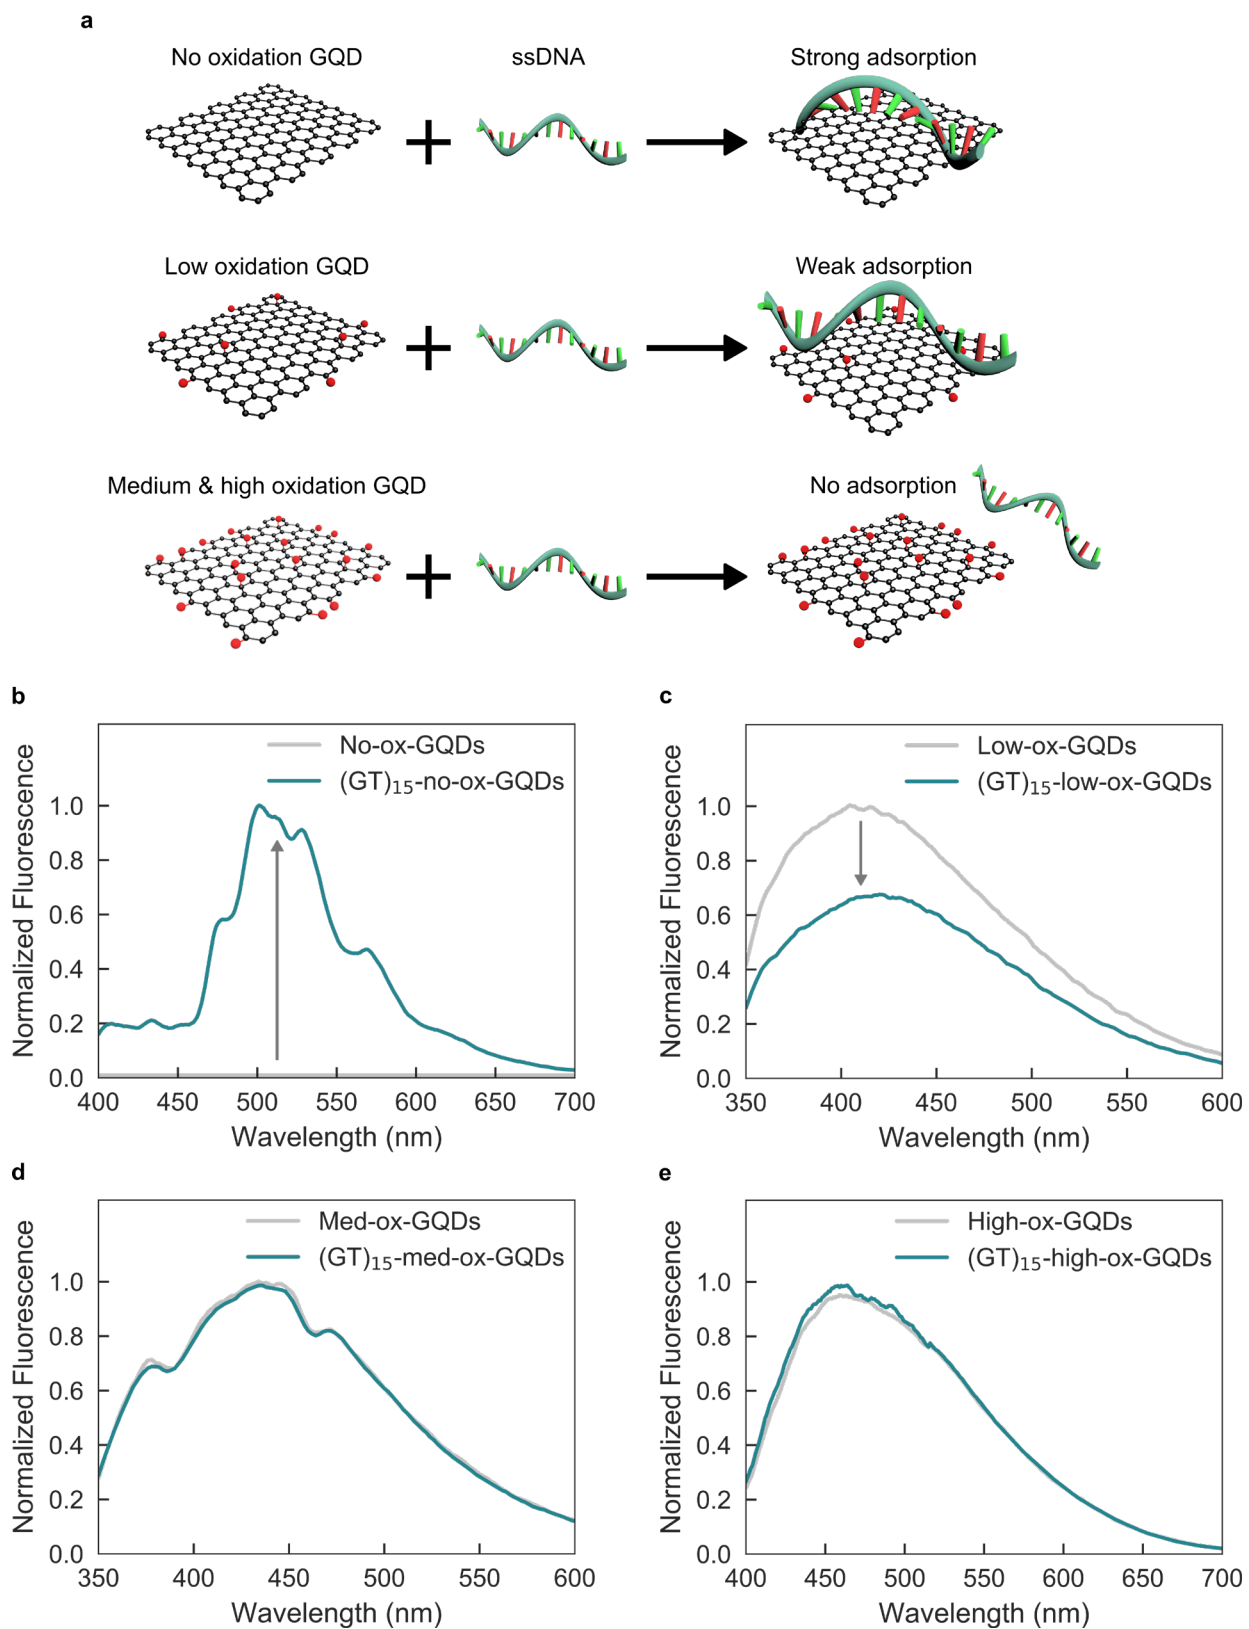 a
No oxidation GQD
ssDNA
Strong adsorption
Low oxidation GQD
Weak adsorption
Medium & high oxidation GQD
No adsorption
b
Normalized Fluorescence
No-ox-GQDs
(GT)₁₅-no-ox-GQDs
1.0
0.8
0.6
0.4
0.2
0.0
400 450 500 550 600 650 700
Wavelength (nm)
c
Normalized Fluorescence
Low-ox-GQDs
(GT)₁₅-low-ox-GQDs
1.0
0.8
0.6
0.4
0.2
0.0
350 400 450 500 550 600
Wavelength (nm)
d
Normalized Fluorescence
Med-ox-GQDs
(GT)₁₅-med-ox-GQDs
1.0
0.8
0.6
0.4
0.2
0.0
350 400 450 500 550 600
Wavelength (nm)
e
Normalized Fluorescence
High-ox-GQDs
(GT)₁₅-high-ox-GQDs
1.0
0.8
0.6
0.4
0.2
0.0
400 450 500 550 600 650 700
Wavelength (nm)